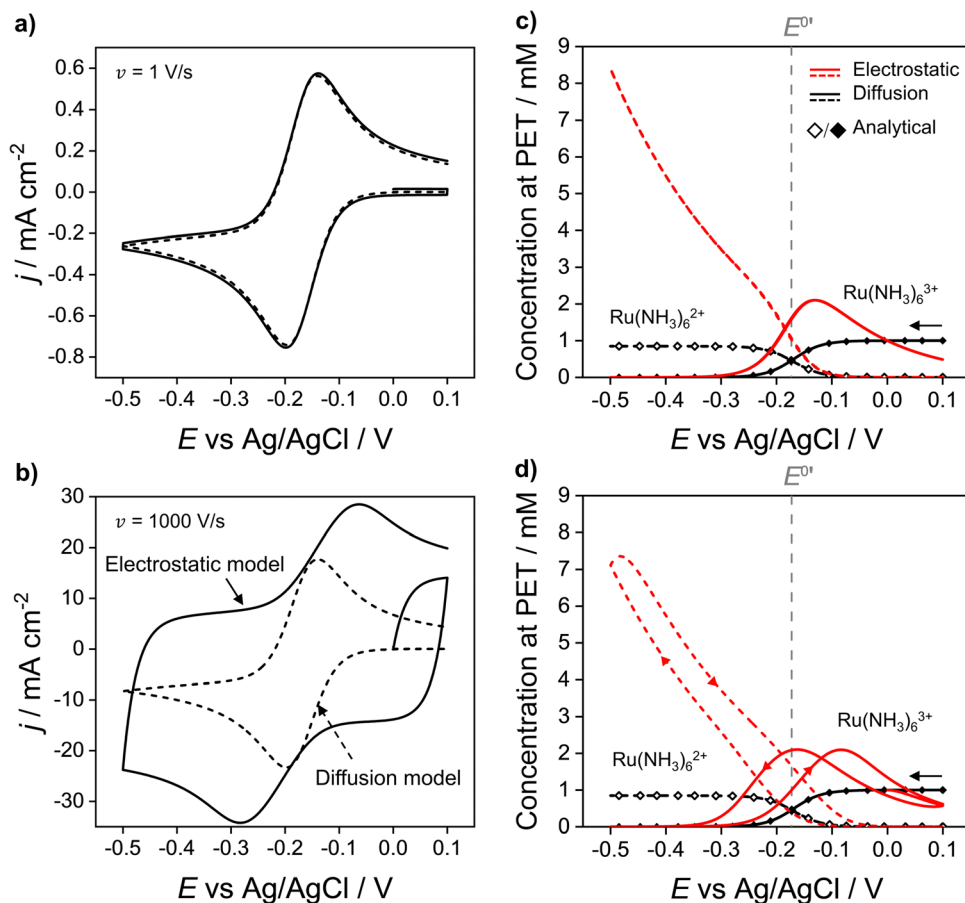 a)
v = 1 V/s
0.6
0.4
0.2
0.0
-0.2
-0.4
-0.6
-0.8
j / mA cm⁻²
-0.5 -0.4 -0.3 -0.2 -0.1 0.0 0.1
E vs Ag/AgCl / V
b)
v = 1000 V/s
Electrostatic model
Diffusion model
30
20
10
0
-10
-20
-30
j / mA cm⁻²
-0.5 -0.4 -0.3 -0.2 -0.1 0.0 0.1
E vs Ag/AgCl / V
c)
E⁰'
Electrostatic
Diffusion
Analytical
Ru(NH₃)₆³⁺
Ru(NH₃)₆²⁺
9
8
7
6
5
4
3
2
1
0
Concentration at PET / mM
-0.5 -0.4 -0.3 -0.2 -0.1 0.0 0.1
E vs Ag/AgCl / V
d)
E⁰'
Ru(NH₃)₆³⁺
Ru(NH₃)₆²⁺
9
8
7
6
5
4
3
2
1
0
Concentration at PET / mM
-0.5 -0.4 -0.3 -0.2 -0.1 0.0 0.1
E vs Ag/AgCl / V